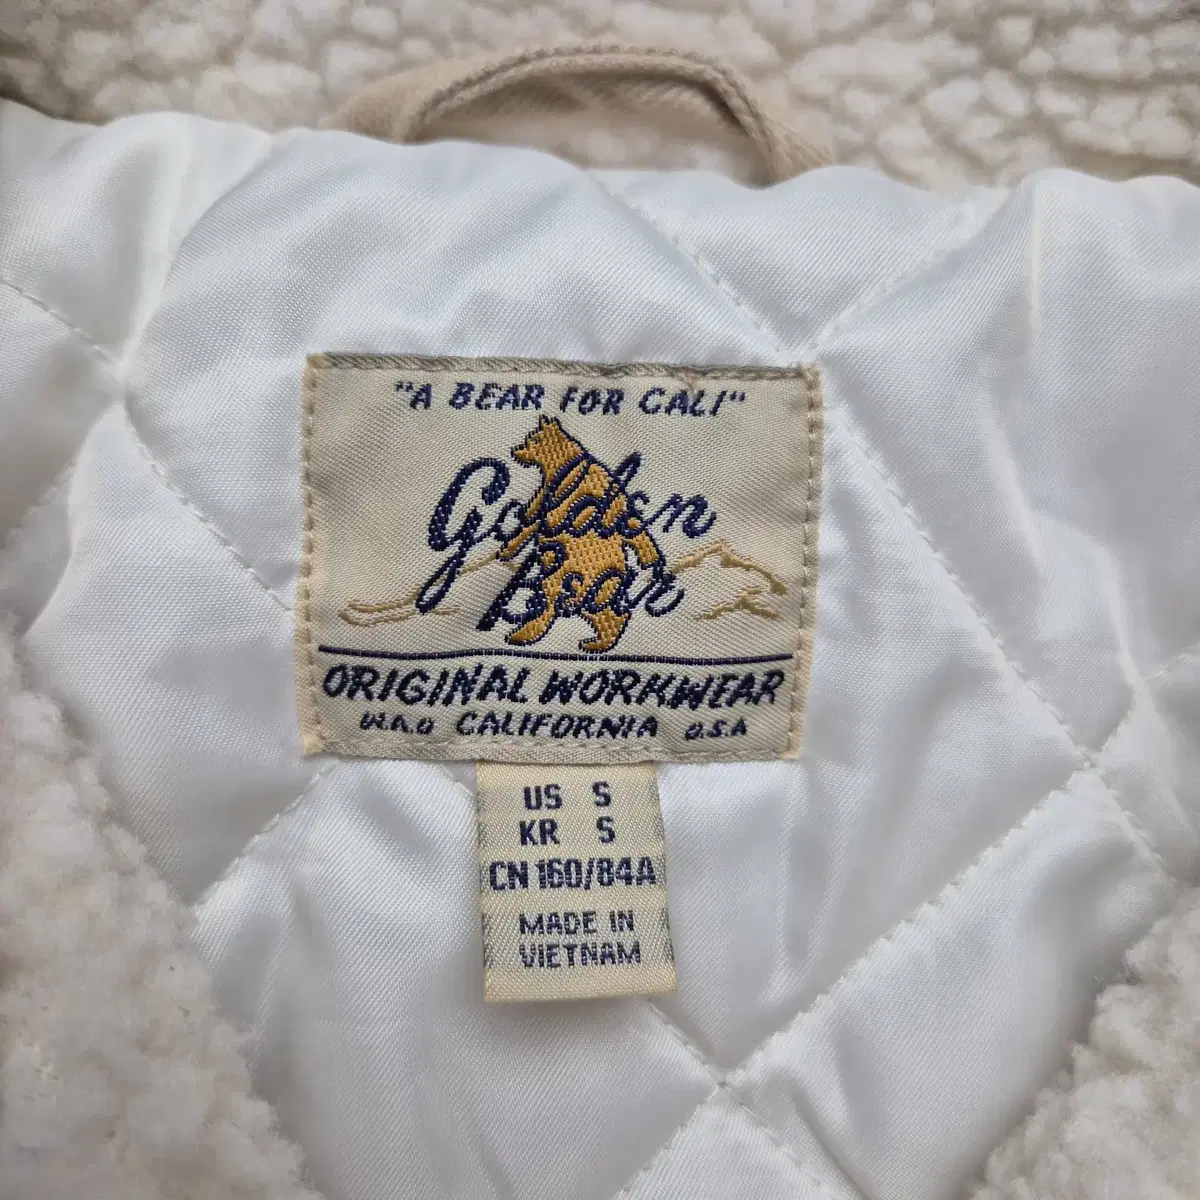 "A BEAR FOR CALI"
Golden
Bear
ORIGINAL WORKWEAR
CALIFORNIA U.S.A
US S
KR S
CN 160/84A
MADE IN
VIETNAM